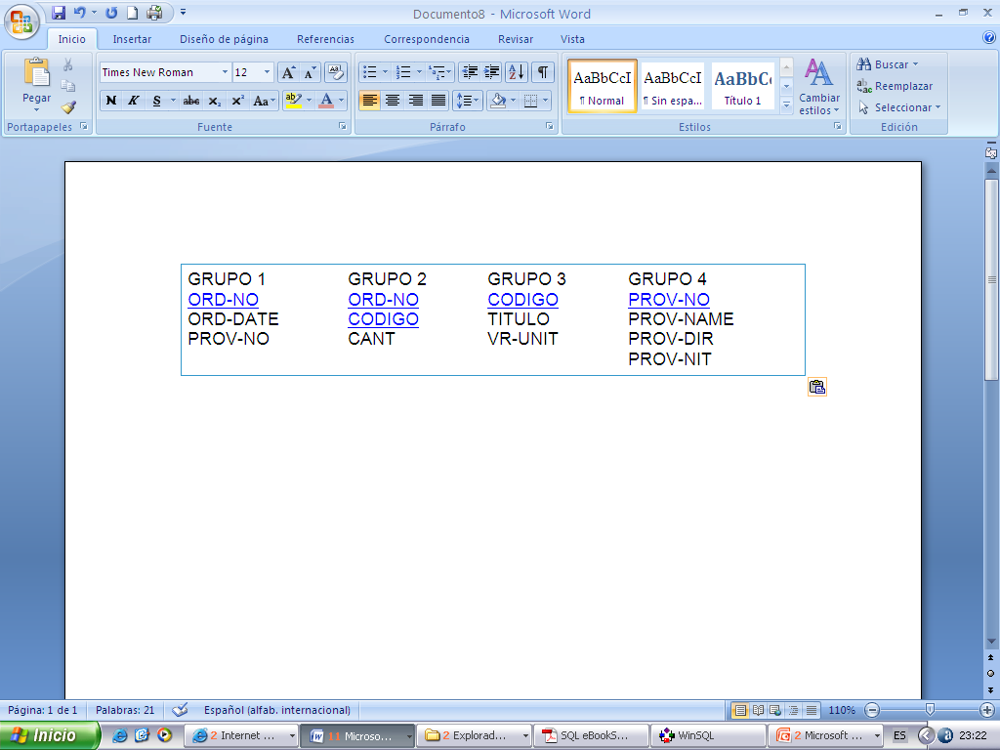 Documento8 - Microsoft Word
Inicio Insertar Diseño de página Referencias Correspondencia Revisar Vista
Pegar
Portapapeles
Times New Roman 12
N K S abc x₂ x² Aa ab A
Fuente
Párrafo
AaBbCcI AaBbCcI AaBbC
¶ Normal ¶ Sin espa... Título 1
Cambiar estilos
Estilos
Buscar
Reemplazar
Seleccionar
Edición
GRUPO 1 GRUPO 2 GRUPO 3 GRUPO 4
ORD-NO ORD-NO CODIGO PROV-NO
ORD-DATE CODIGO TITULO PROV-NAME
PROV-NO CANT VR-UNIT PROV-DIR
PROV-NIT
Página: 1 de 1 Palabras: 21 Español (alfab. internacional) 110%
Inicio 2 Internet ... 11 Microso... 2 Explorad... SQL eBookS... WinSQL 2 Microsoft ... ES 23:22